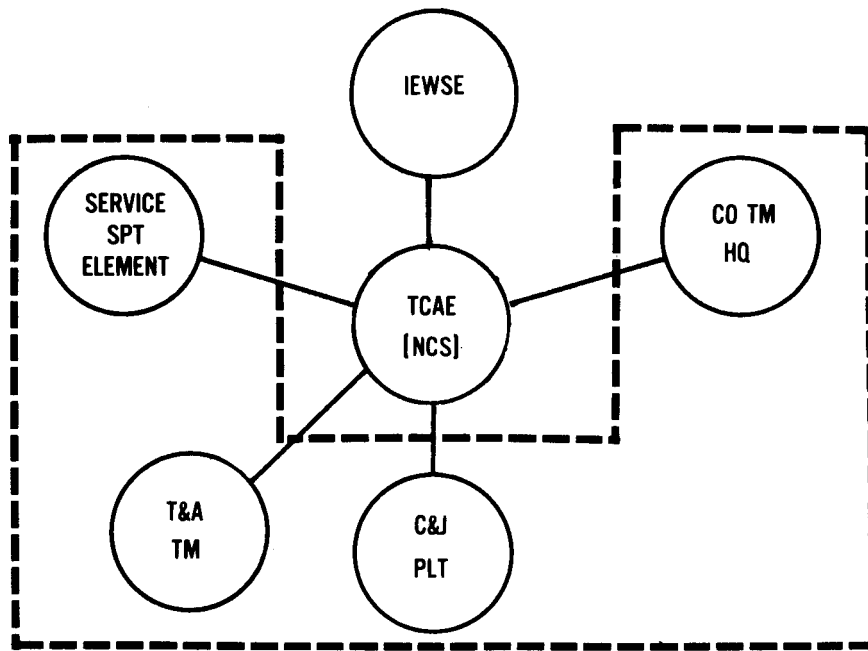 IEWSE
SERVICE
SPT
ELEMENT
CO TM
HQ
TCAE
[NCS]
T&A
TM
C&J
PLT